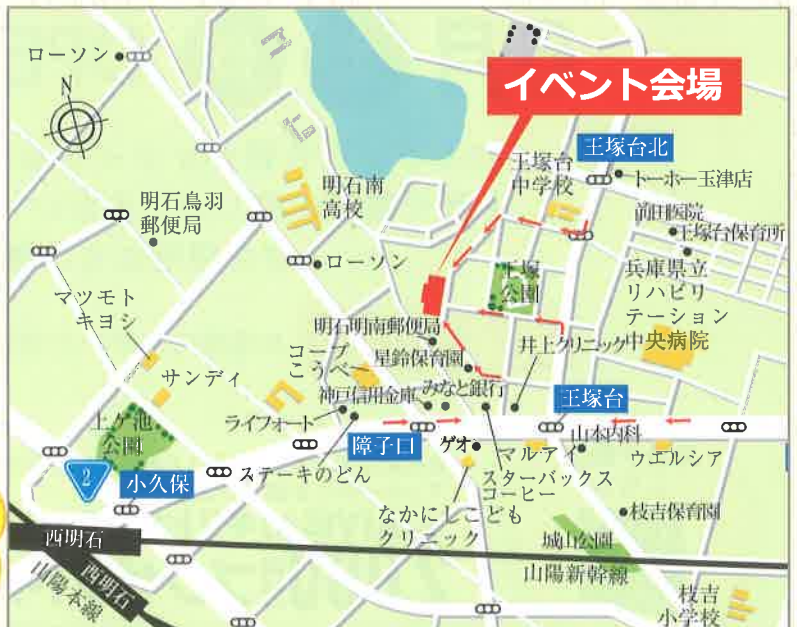 ローソン
N
イベント会場
王塚台
中学校
王塚台北
トーホー玉津店
明石鳥羽
郵便局
明石南
高校
前田医院
王塚台保育所
ローソン
王塚
公園
兵庫県立
リハビリ
テーション
中央病院
マツモト
キヨシ
明石明南郵便局
井上クリニック
コープ
こうべ
星鈴保育園
サンディ
神戸信用金庫
みなと銀行
王塚台
上ケ池
公園
ライフォート
障子口
ゲオ
マルアイ
山本内科
ウエルシア
2
小久保
ステーキのどん
スターバックス
コーヒー
なかにしこども
クリニック
枝吉保育園
西明石
城山公園
山陽新幹線
西明石
山陽本線
枝吉
小学校